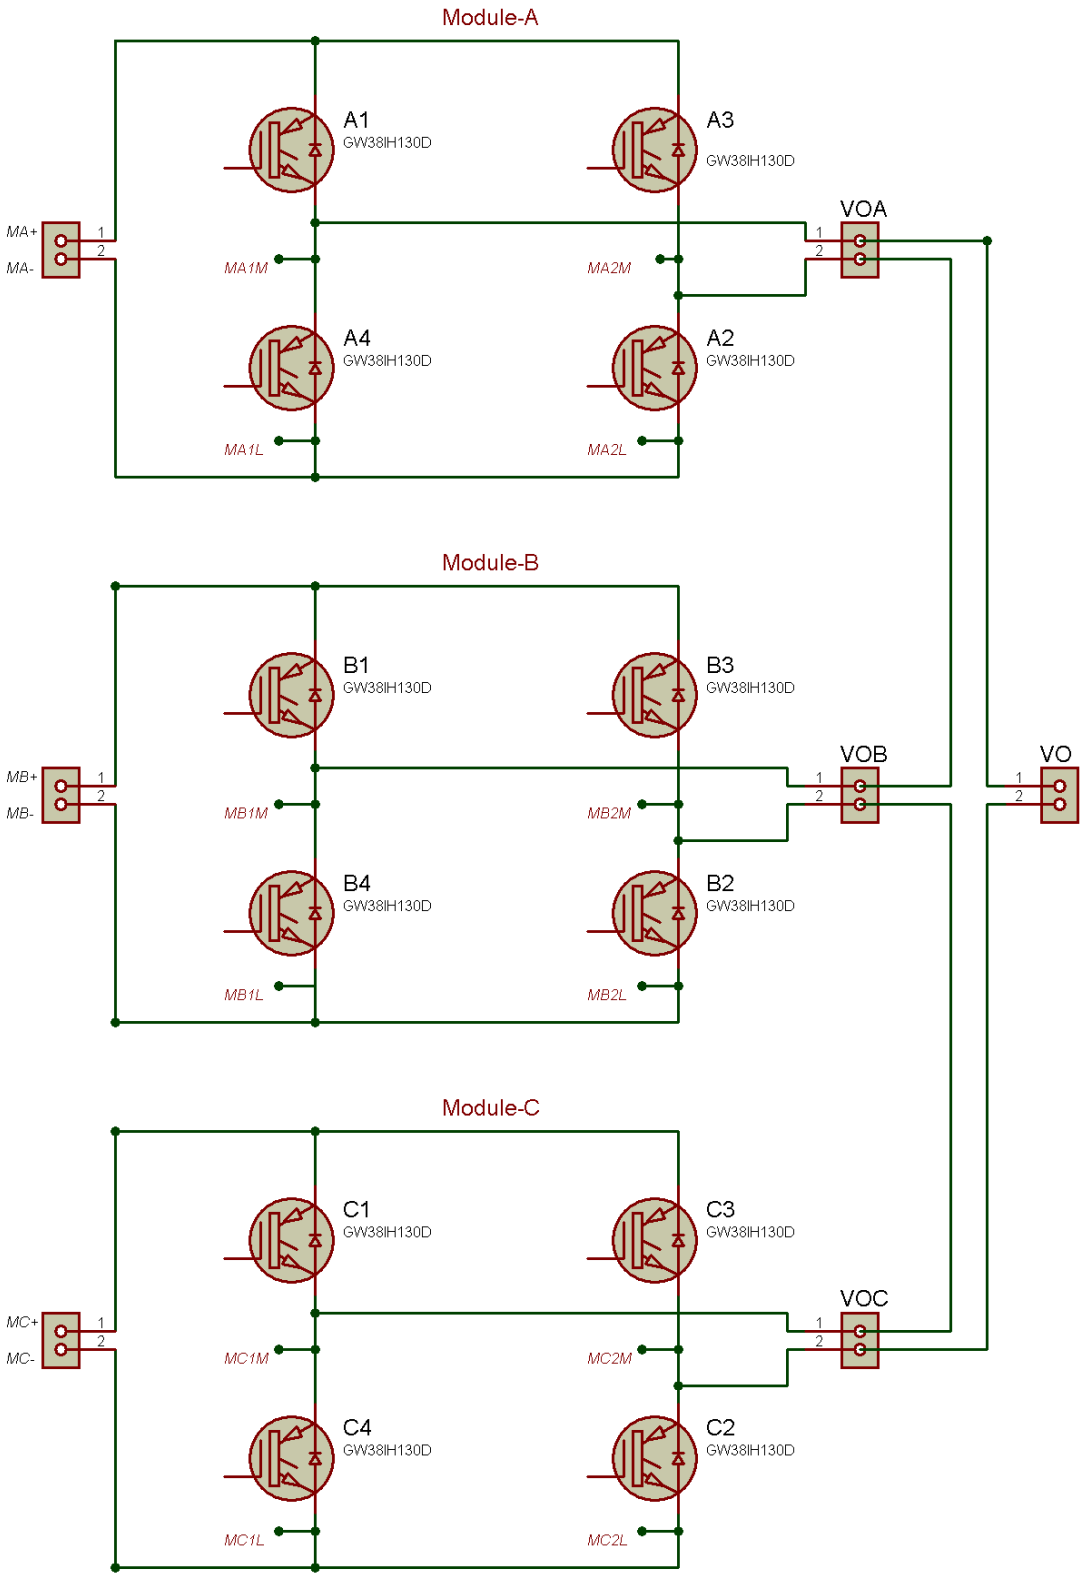 Module-A
A1
GW38IH130D
A3
GW38IH130D
MA+
1
2
MA-
VOA
1
2
MA1M
MA2M
A4
GW38IH130D
A2
GW38IH130D
MA1L
MA2L
Module-B
B1
GW38IH130D
B3
GW38IH130D
MB+
1
2
MB-
VOB
1
2
VO
1
2
MB1M
MB2M
B4
GW38IH130D
B2
GW38IH130D
MB1L
MB2L
Module-C
C1
GW38IH130D
C3
GW38IH130D
MC+
1
2
MC-
VOC
1
2
MC1M
MC2M
C4
GW38IH130D
C2
GW38IH130D
MC1L
MC2L